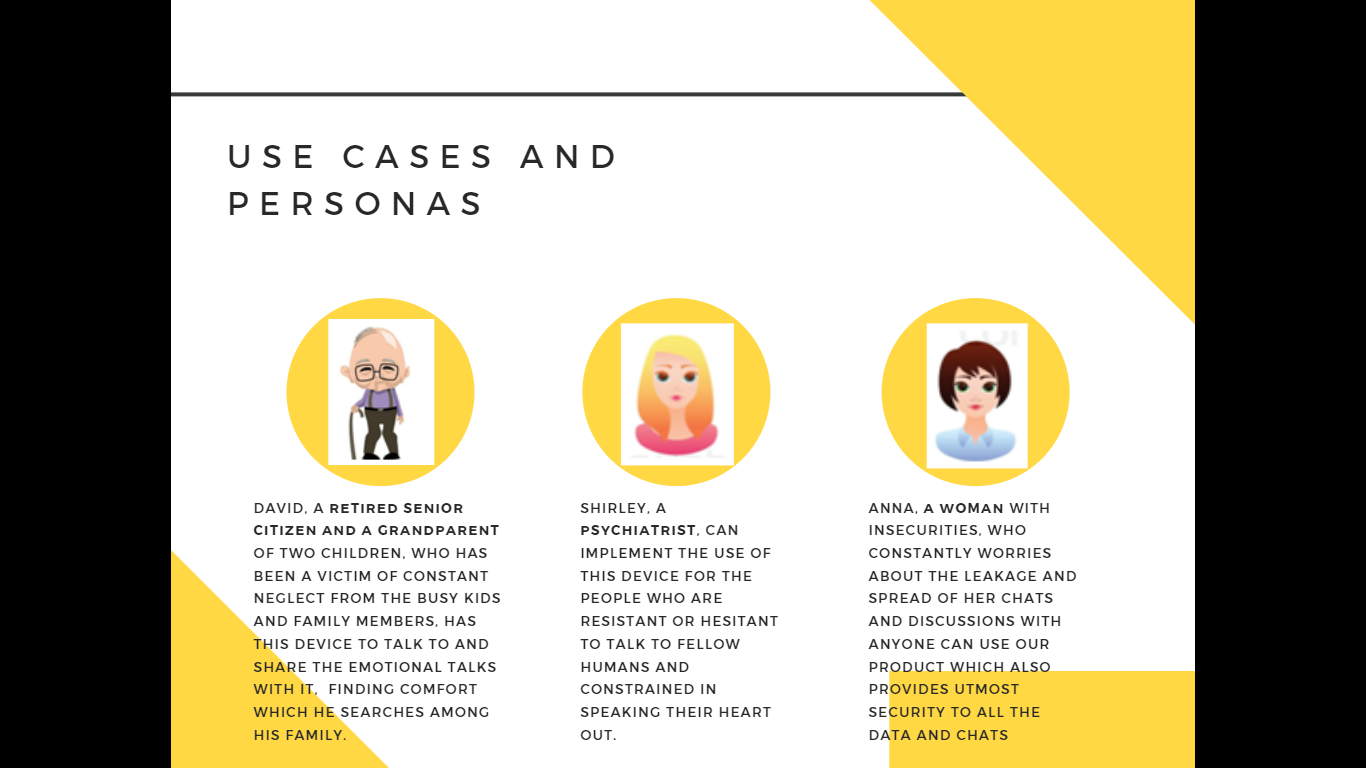 USE CASES AND
PERSONAS
DAVID, A RETIRED SENIOR
CITIZEN AND A GRANDPARENT
OF TWO CHILDREN, WHO HAS
BEEN A VICTIM OF CONSTANT
NEGLECT FROM THE BUSY KIDS
AND FAMILY MEMBERS, HAS
THIS DEVICE TO TALK TO AND
SHARE THE EMOTIONAL TALKS
WITH IT,  FINDING COMFORT
WHICH HE SEARCHES AMONG
HIS FAMILY.
SHIRLEY, A
PSYCHIATRIST, CAN
IMPLEMENT THE USE OF
THIS DEVICE FOR THE
PEOPLE WHO ARE
RESISTANT OR HESITANT
TO TALK TO FELLOW
HUMANS AND
CONSTRAINED IN
SPEAKING THEIR HEART
OUT.
ANNA, A WOMAN WITH
INSECURITIES, WHO
CONSTANTLY WORRIES
ABOUT THE LEAKAGE AND
SPREAD OF HER CHATS
AND DISCUSSIONS WITH
ANYONE CAN USE OUR
PRODUCT WHICH ALSO
PROVIDES UTMOST
SECURITY TO ALL THE
DATA AND CHATS